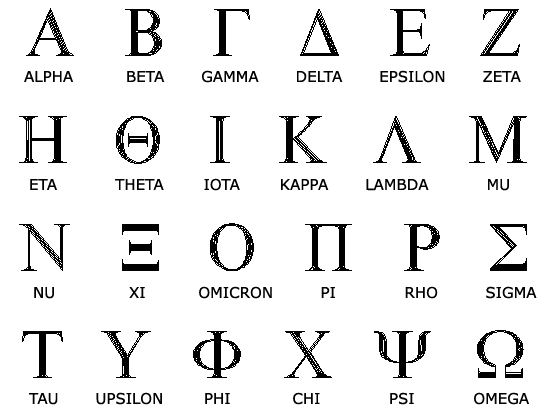 Α Β Γ Δ Ε Ζ
ALPHA BETA GAMMA DELTA EPSILON ZETA
Η Θ Ι Κ Λ Μ
ETA THETA IOTA KAPPA LAMBDA MU
Ν Ξ Ο Π Ρ Σ
NU XI OMICRON PI RHO SIGMA
Τ Υ Φ Χ Ψ Ω
TAU UPSILON PHI CHI PSI OMEGA